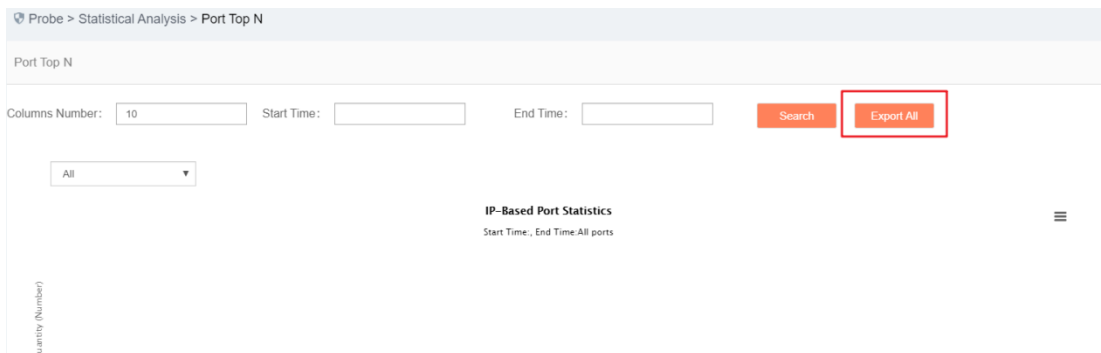 Probe > Statistical Analysis > Port Top N
Port Top N
Columns Number: 10 Start Time: End Time: Search Export All
All
IP-Based Port Statistics
Start Time:, End Time:All ports
(Number)